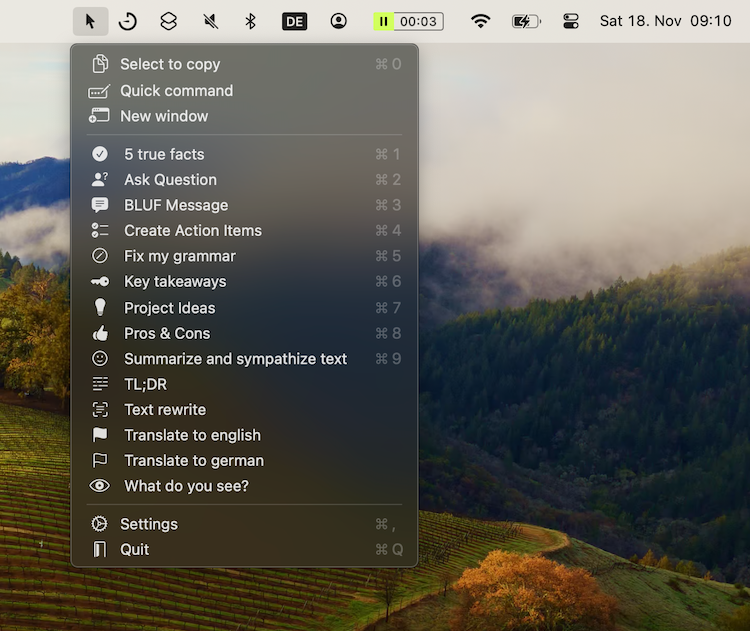 DE 00:03 Sat 18. Nov 09:10
Select to copy ⌘ 0
Quick command
New window
5 true facts ⌘ 1
Ask Question ⌘ 2
BLUF Message ⌘ 3
Create Action Items ⌘ 4
Fix my grammar ⌘ 5
Key takeaways ⌘ 6
Project Ideas ⌘ 7
Pros & Cons ⌘ 8
Summarize and sympathize text ⌘ 9
TL;DR
Text rewrite
Translate to english
Translate to german
What do you see?
Settings ⌘ ,
Quit ⌘ Q